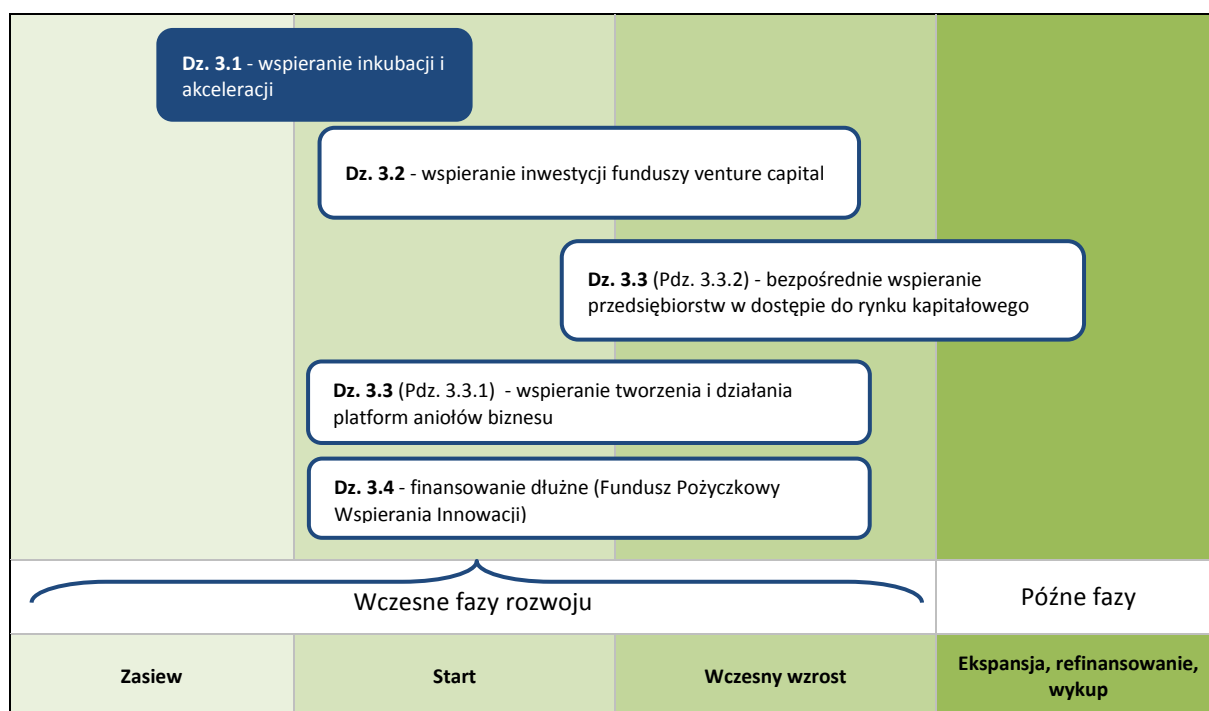 Dz. 3.1 - wspieranie inkubacji i
akceleracji
Dz. 3.2 - wspieranie inwestycji funduszy venture capital
Dz. 3.3 (Pdz. 3.3.2) - bezpośrednie wspieranie
przedsiębiorstw w dostępie do rynku kapitałowego
Dz. 3.3 (Pdz. 3.3.1) - wspieranie tworzenia i działania
platform aniołów biznesu
Dz. 3.4 - finansowanie dłużne (Fundusz Pożyczkowy
Wspierania Innowacji)
Wczesne fazy rozwoju
Późne fazy
Zasiew
Start
Wczesny wzrost
Ekspansja, refinansowanie,
wykup